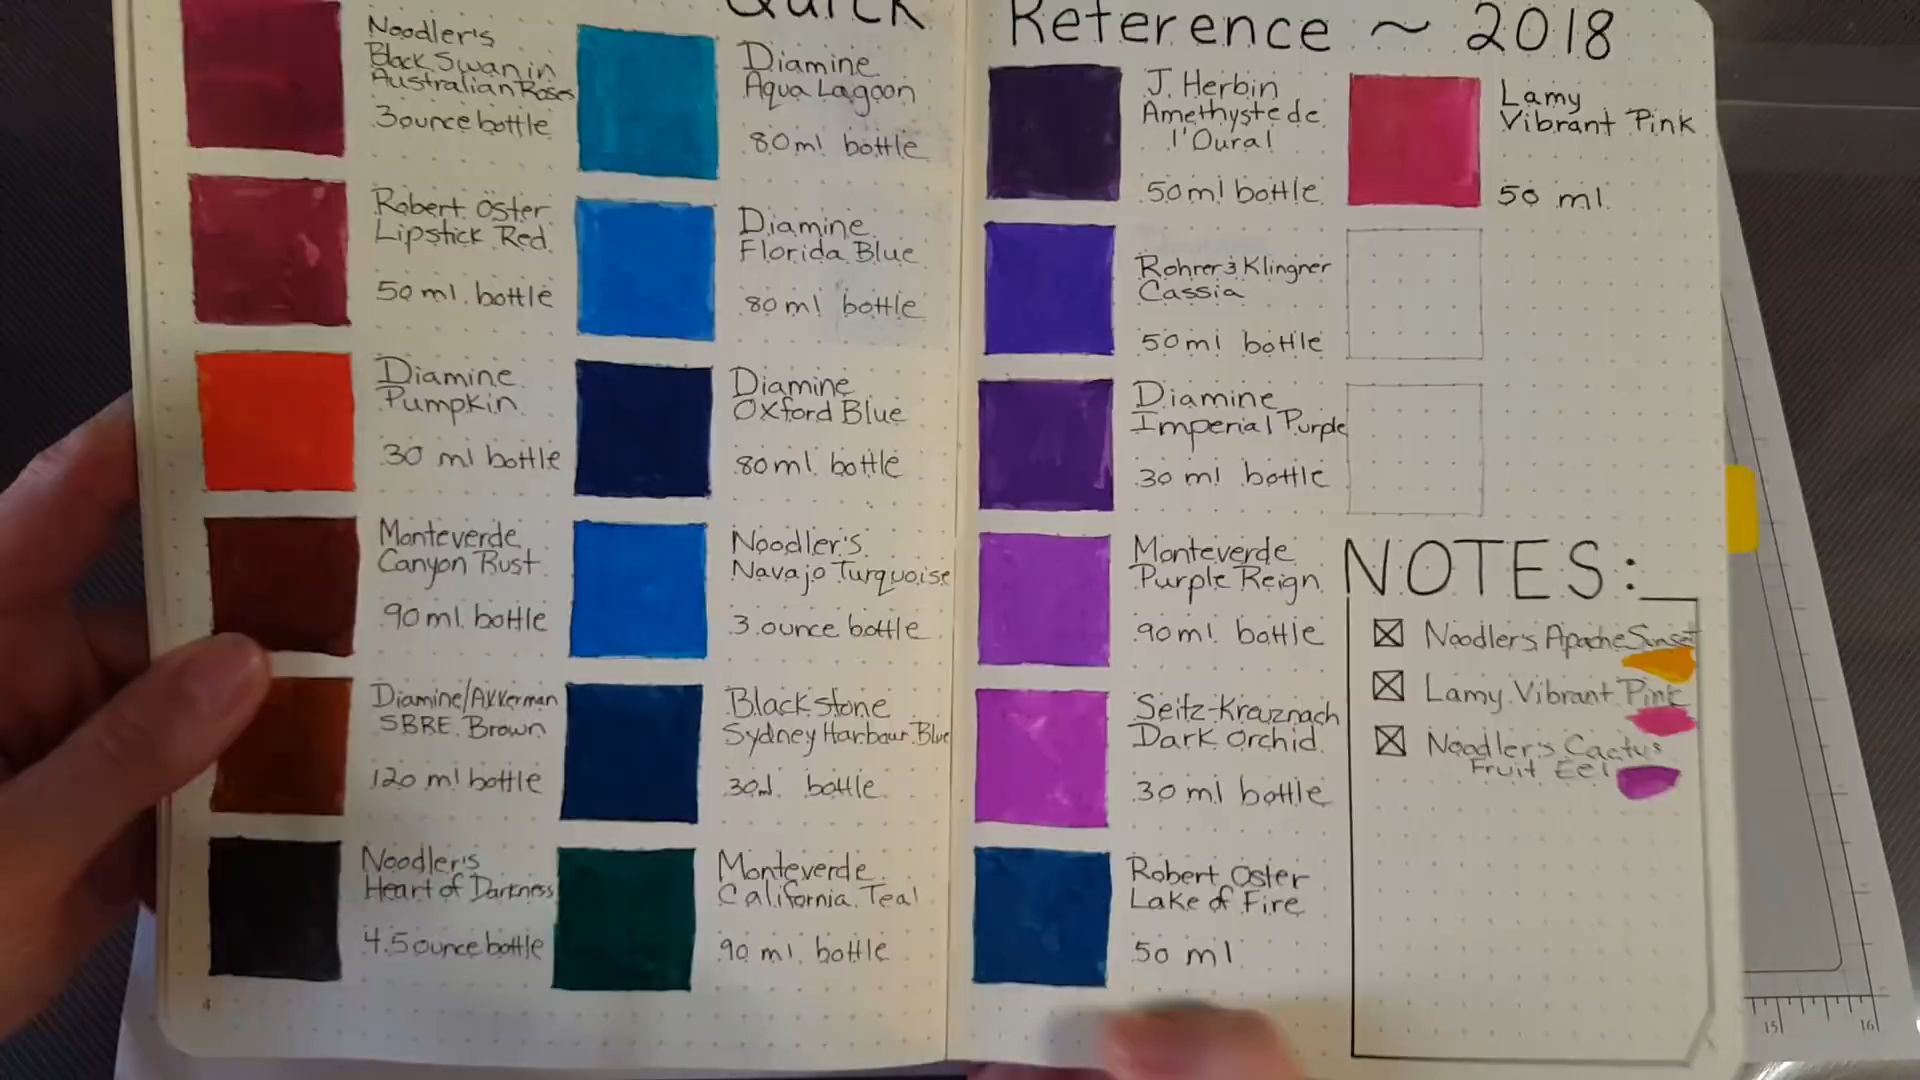 Quick Reference ~ 2018
Noodler's
Black Swan in
Australian Roses
3 ounce bottle
Robert Oster
Lipstick Red
50 ml. bottle
Diamine
Pumpkin
30 ml bottle
Monteverde
Canyon Rust
90 ml. bottle
Diamine/Akkerman
SBRE Brown
120 ml bottle
Noodler's
Heart of Darkness
4.5 ounce bottle
4
Diamine
Aqua Lagoon
80 ml bottle
Diamine
Florida Blue
80 ml bottle
Diamine
Oxford Blue
80 ml. bottle
Noodler's
Navajo Turquoise
3 ounce bottle
Blackstone
Sydney Harbour Blue
30 ml. bottle
Monteverde
California Teal
90 ml. bottle
J. Herbin
Amethyste de
l'Oural
50 ml bottle
Rohrer & Klingner
Cassia
50 ml bottle
Diamine
Imperial Purple
30 ml bottle
Monteverde
Purple Reign
90 ml. bottle
Seitz-Kreuznach
Dark Orchid
30 ml bottle
Robert Oster
Lake of Fire
50 ml
Lamy
Vibrant Pink
50 ml.
NOTES:
Noodler's Apache Sunset
Lamy Vibrant Pink
Noodler's Cactus
Fruit Eel
15 16